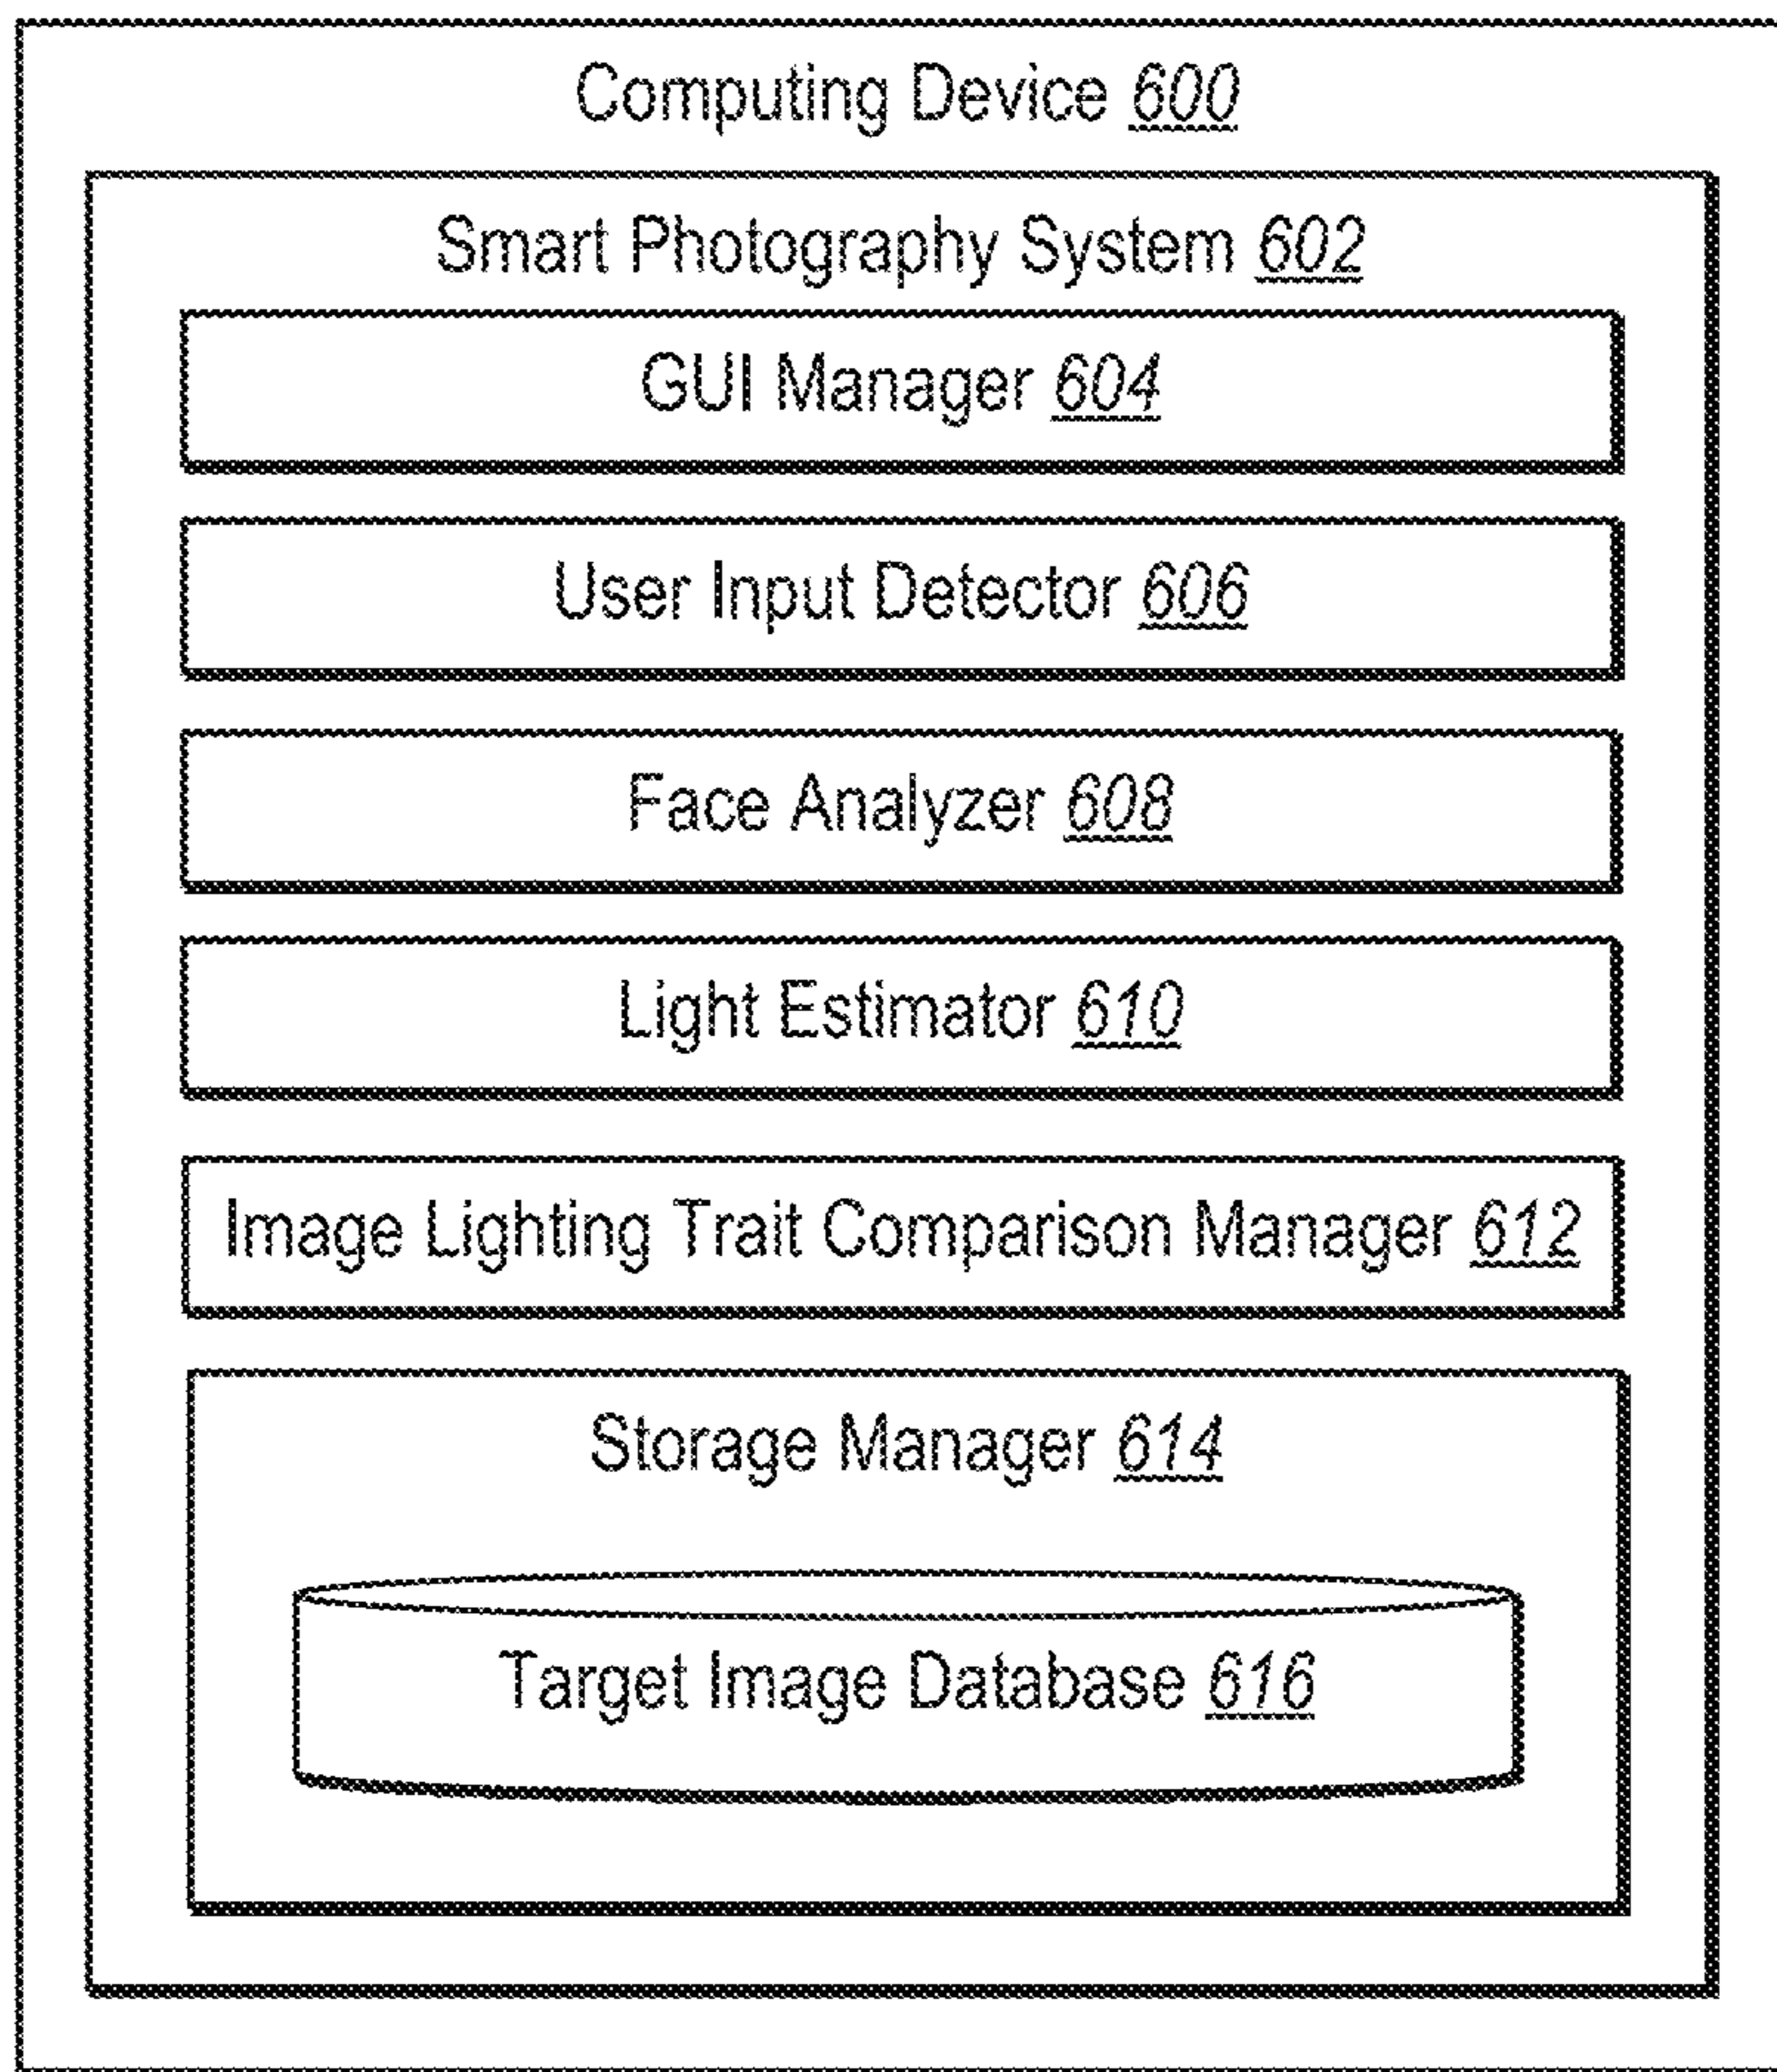 Computing Device 600
Smart Photography System 602
GUI Manager 604
User Input Detector 606
Face Analyzer 608
Light Estimator 610
Image Lighting Trait Comparison Manager 612
Storage Manager 614
Target Image Database 616